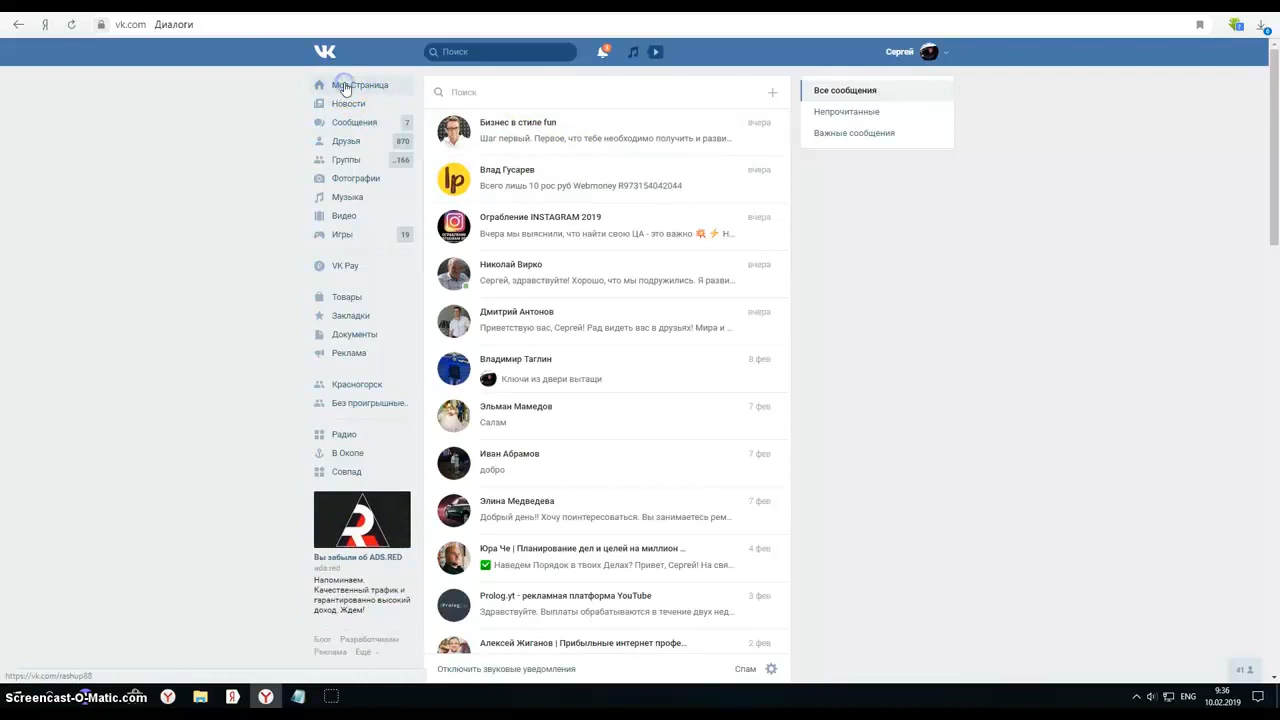 vk.com Диалоги
6
VK
Поиск
Сергей
Моя Страница
Новости
Сообщения 7
Друзья 870
Группы ..166
Фотографии
Музыка
Видео
Игры 19
VK Pay
Товары
Закладки
Документы
Реклама
Красногорск
Без проигрышные..
Радио
В Окопе
Совпад
Вы забыли об ADS.RED
ads.red
Напоминаем.
Качественный трафик и
гарантированно высокий
доход. Ждем!
Блог Разработчикам
Реклама Ещё
Поиск
Бизнес в стиле fun вчера
Шаг первый. Первое, что тебе необходимо получить и разви...
Влад Гусарев вчера
Всего лишь 10 рос руб Webmoney R973154042044
Ограбление INSTAGRAM 2019 вчера
Вчера мы выяснили, что найти свою ЦА - это важно 💥 ⚡ Н...
Николай Вирко вчера
Сергей, здравствуйте! Хорошо, что мы подружились. Я разви...
Дмитрий Антонов вчера
Приветствую вас, Сергей! Рад видеть вас в друзьях! Мира и ...
Владимир Таглин 8 фев
Ключи из двери вытащи
Эльман Мамедов 7 фев
Салам
Иван Абрамов 7 фев
добро
Элина Медведева 7 фев
Добрый день!! Хочу поинтересоваться. Вы занимаетесь рем...
Юра Че | Планирование дел и целей на миллион ... 4 фев
✅ Наведем Порядок в твоих Делах? Привет, Сергей! На свя...
Prolog.yt - рекламная платформа YouTube 3 фев
Здравствуйте. Выплаты обрабатываются в течение двух нед...
Алексей Жиганов | Прибыльные интернет профе... 2 фев
Отключить звуковые уведомления Спам
Все сообщения
Непрочитанные
Важные сообщения
41
https://vk.com/rashup88
Screencast-O-Matic.com
ENG
9:36
10.02.2019